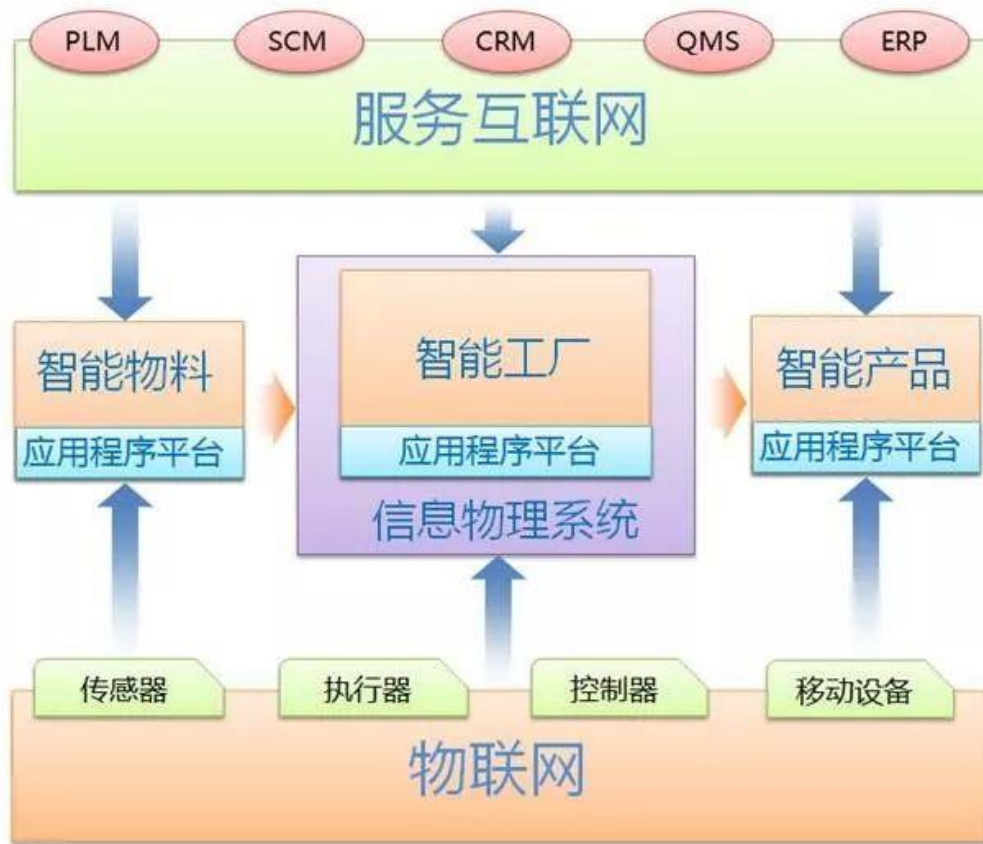 PLM
SCM
CRM
QMS
ERP
服务互联网
智能物料
应用程序平台
智能工厂
应用程序平台
信息物理系统
智能产品
应用程序平台
传感器
执行器
控制器
移动设备
物联网